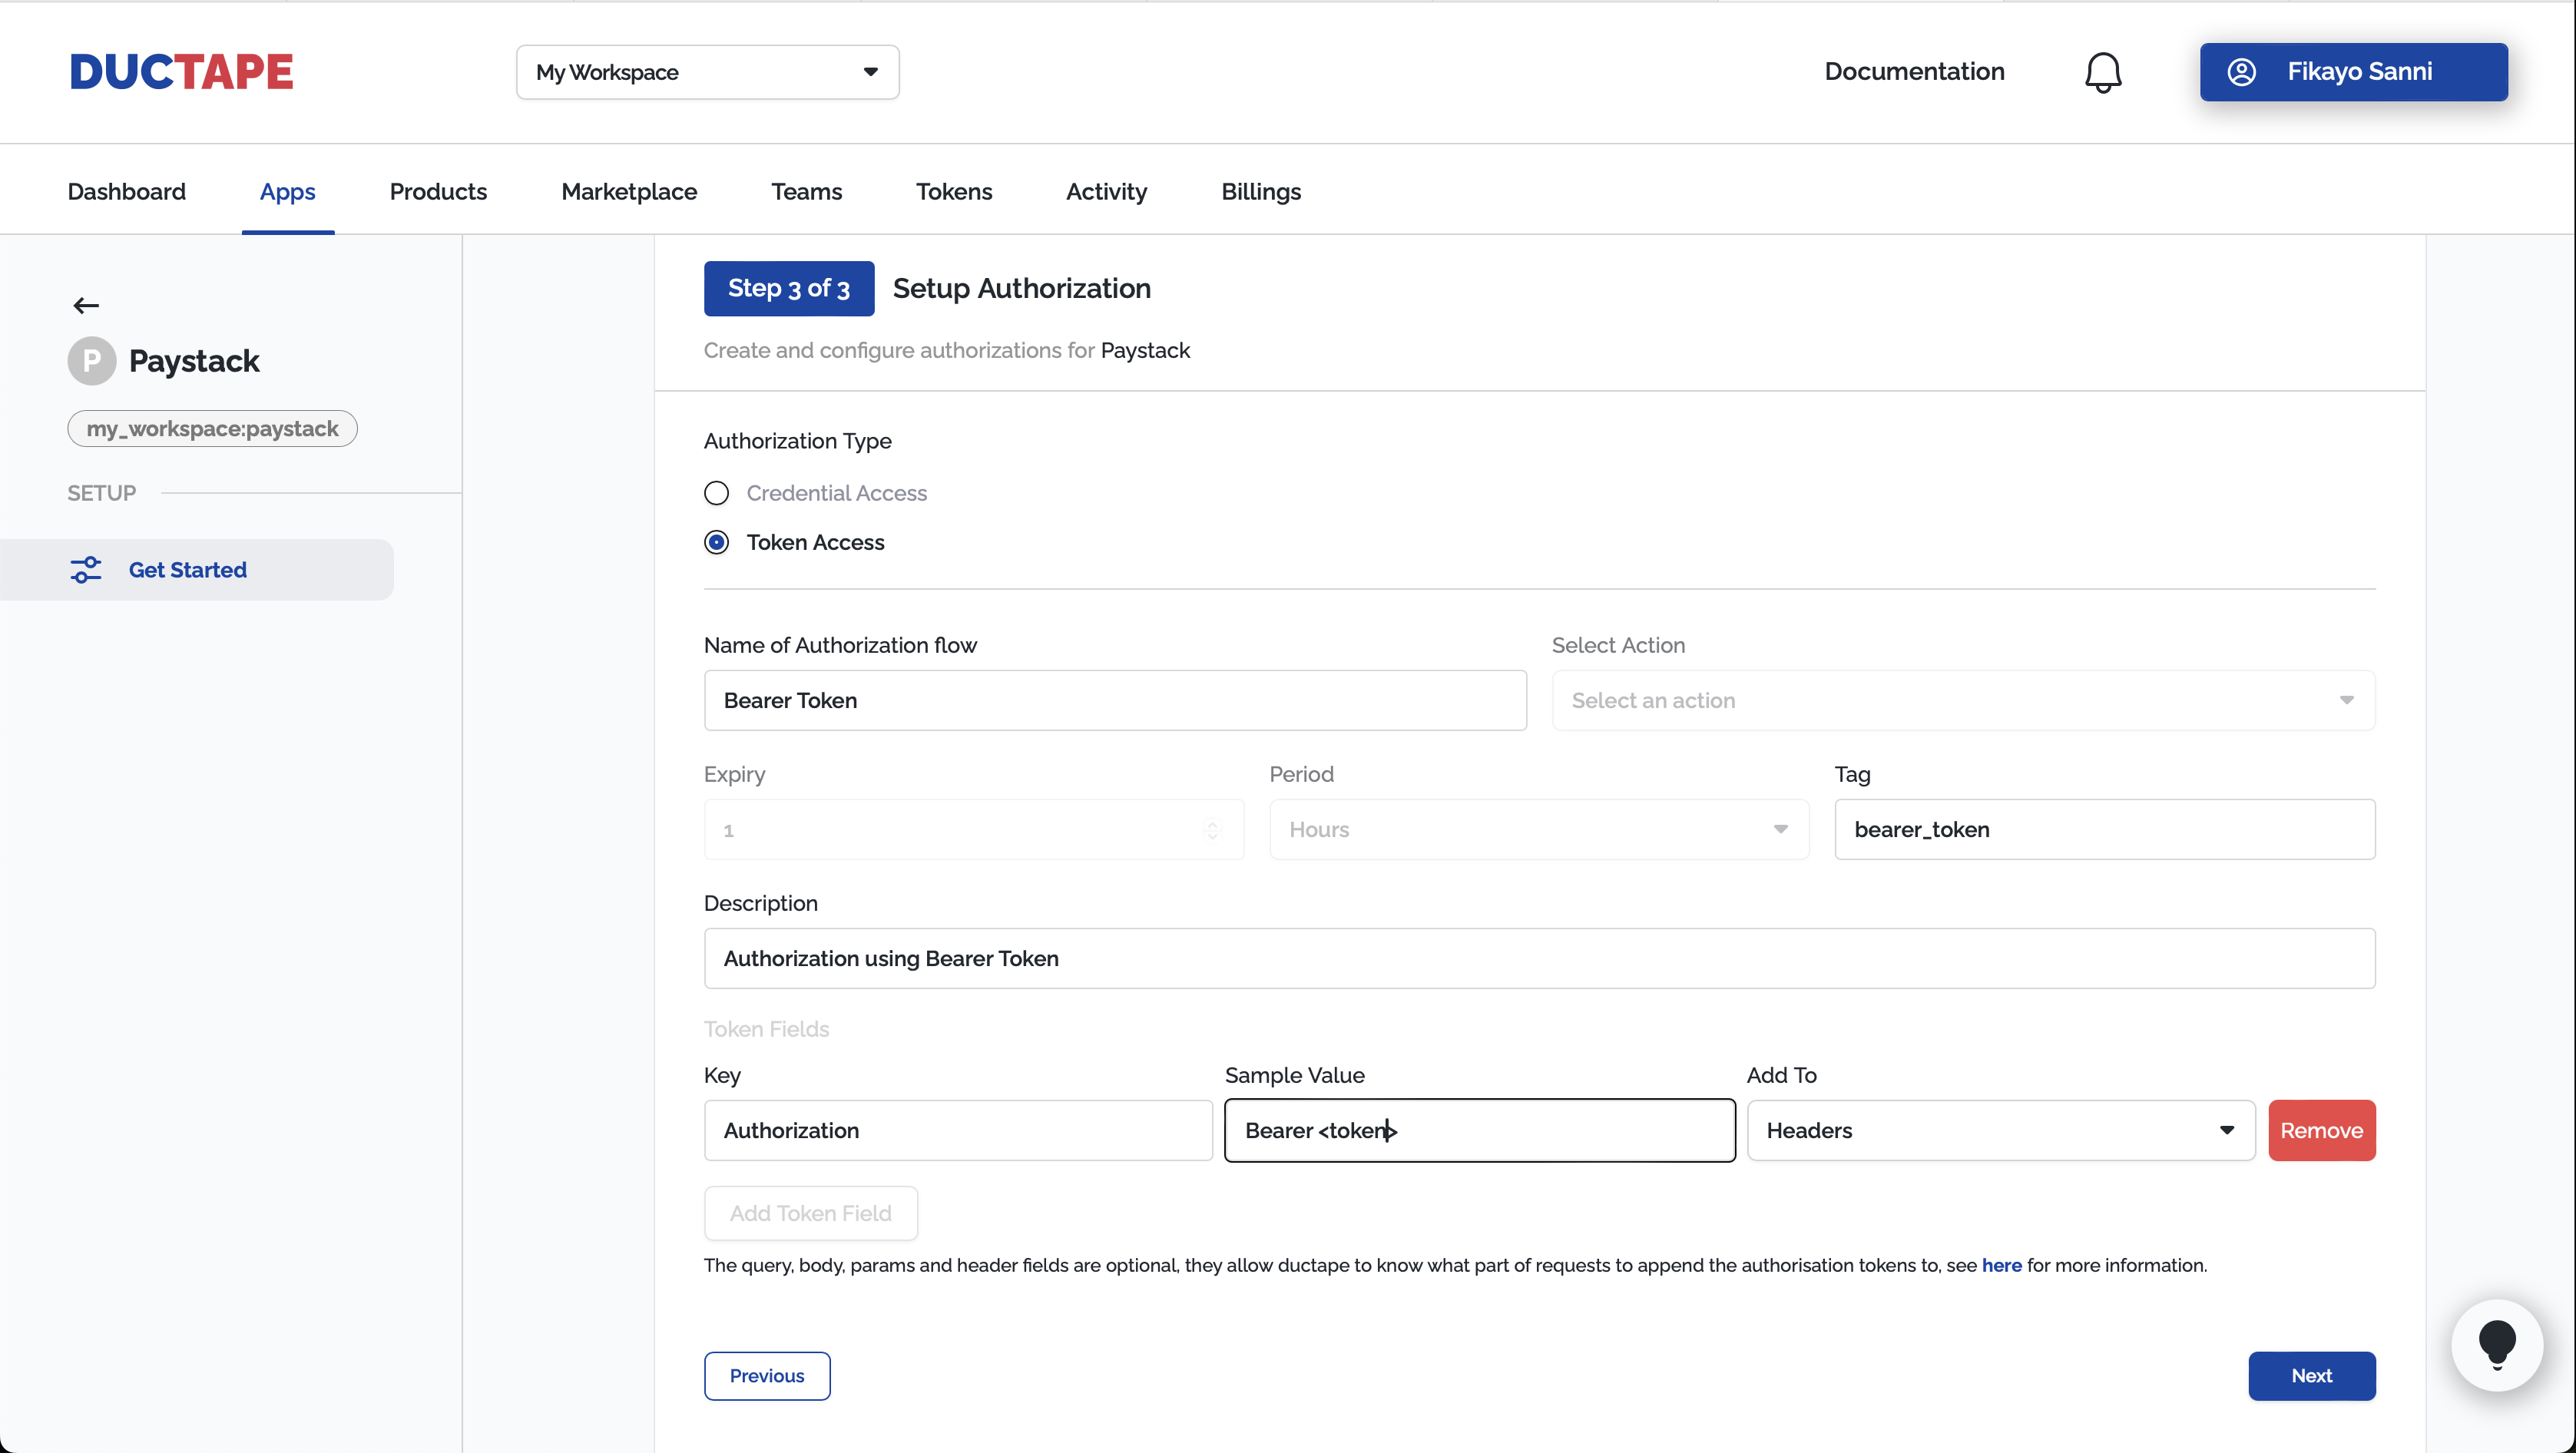 DUCTAPE
My Workspace
Documentation
Fikayo Sanni
Dashboard
Apps
Products
Marketplace
Teams
Tokens
Activity
Billings
P
Paystack
my_workspace:paystack
SETUP
Get Started
Step 3 of 3
Setup Authorization
Create and configure authorizations for Paystack
Authorization Type
Credential Access
Token Access
Name of Authorization flow
Select Action
Bearer Token
Select an action
Expiry
Period
Tag
1
Hours
bearer_token
Description
Authorization using Bearer Token
Token Fields
Key
Sample Value
Add To
Authorization
Bearer <token>
Headers
Remove
Add Token Field
The query, body, params and header fields are optional, they allow ductape to know what part of requests to append the authorisation tokens to, see here for more information.
Previous
Next